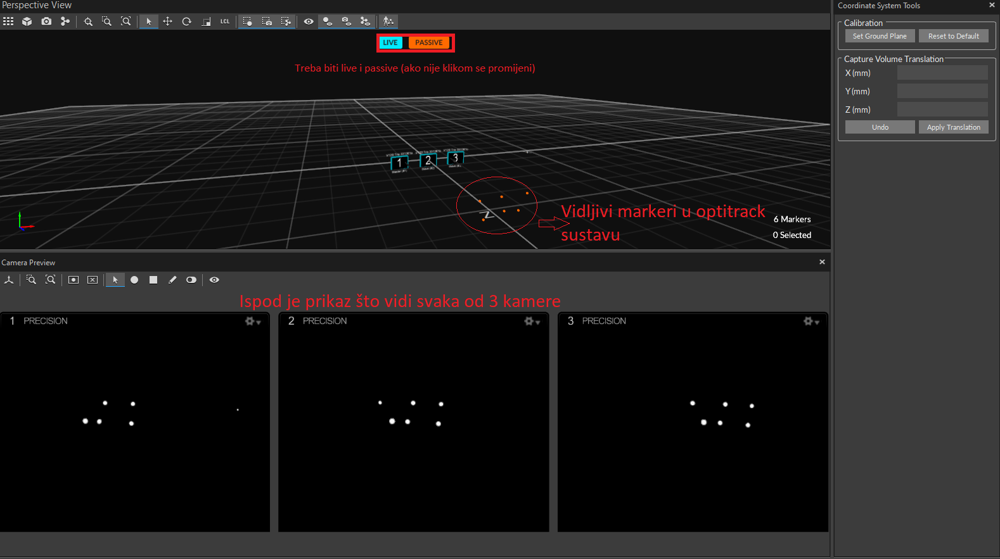 Perspective View
LCL
LIVE PASSIVE
Treba biti live i passive (ako nije klikom se promijeni)
1 2 3
Z
Vidljivi markeri u optitrack
sustavu
6 Markers
0 Selected
Camera Preview
Ispod je prikaz što vidi svaka od 3 kamere
1 PRECISION
2 PRECISION
3 PRECISION
Coordinate System Tools
Calibration
Set Ground Plane Reset to Default
Capture Volume Translation
X (mm)
Y (mm)
Z (mm)
Undo Apply Translation